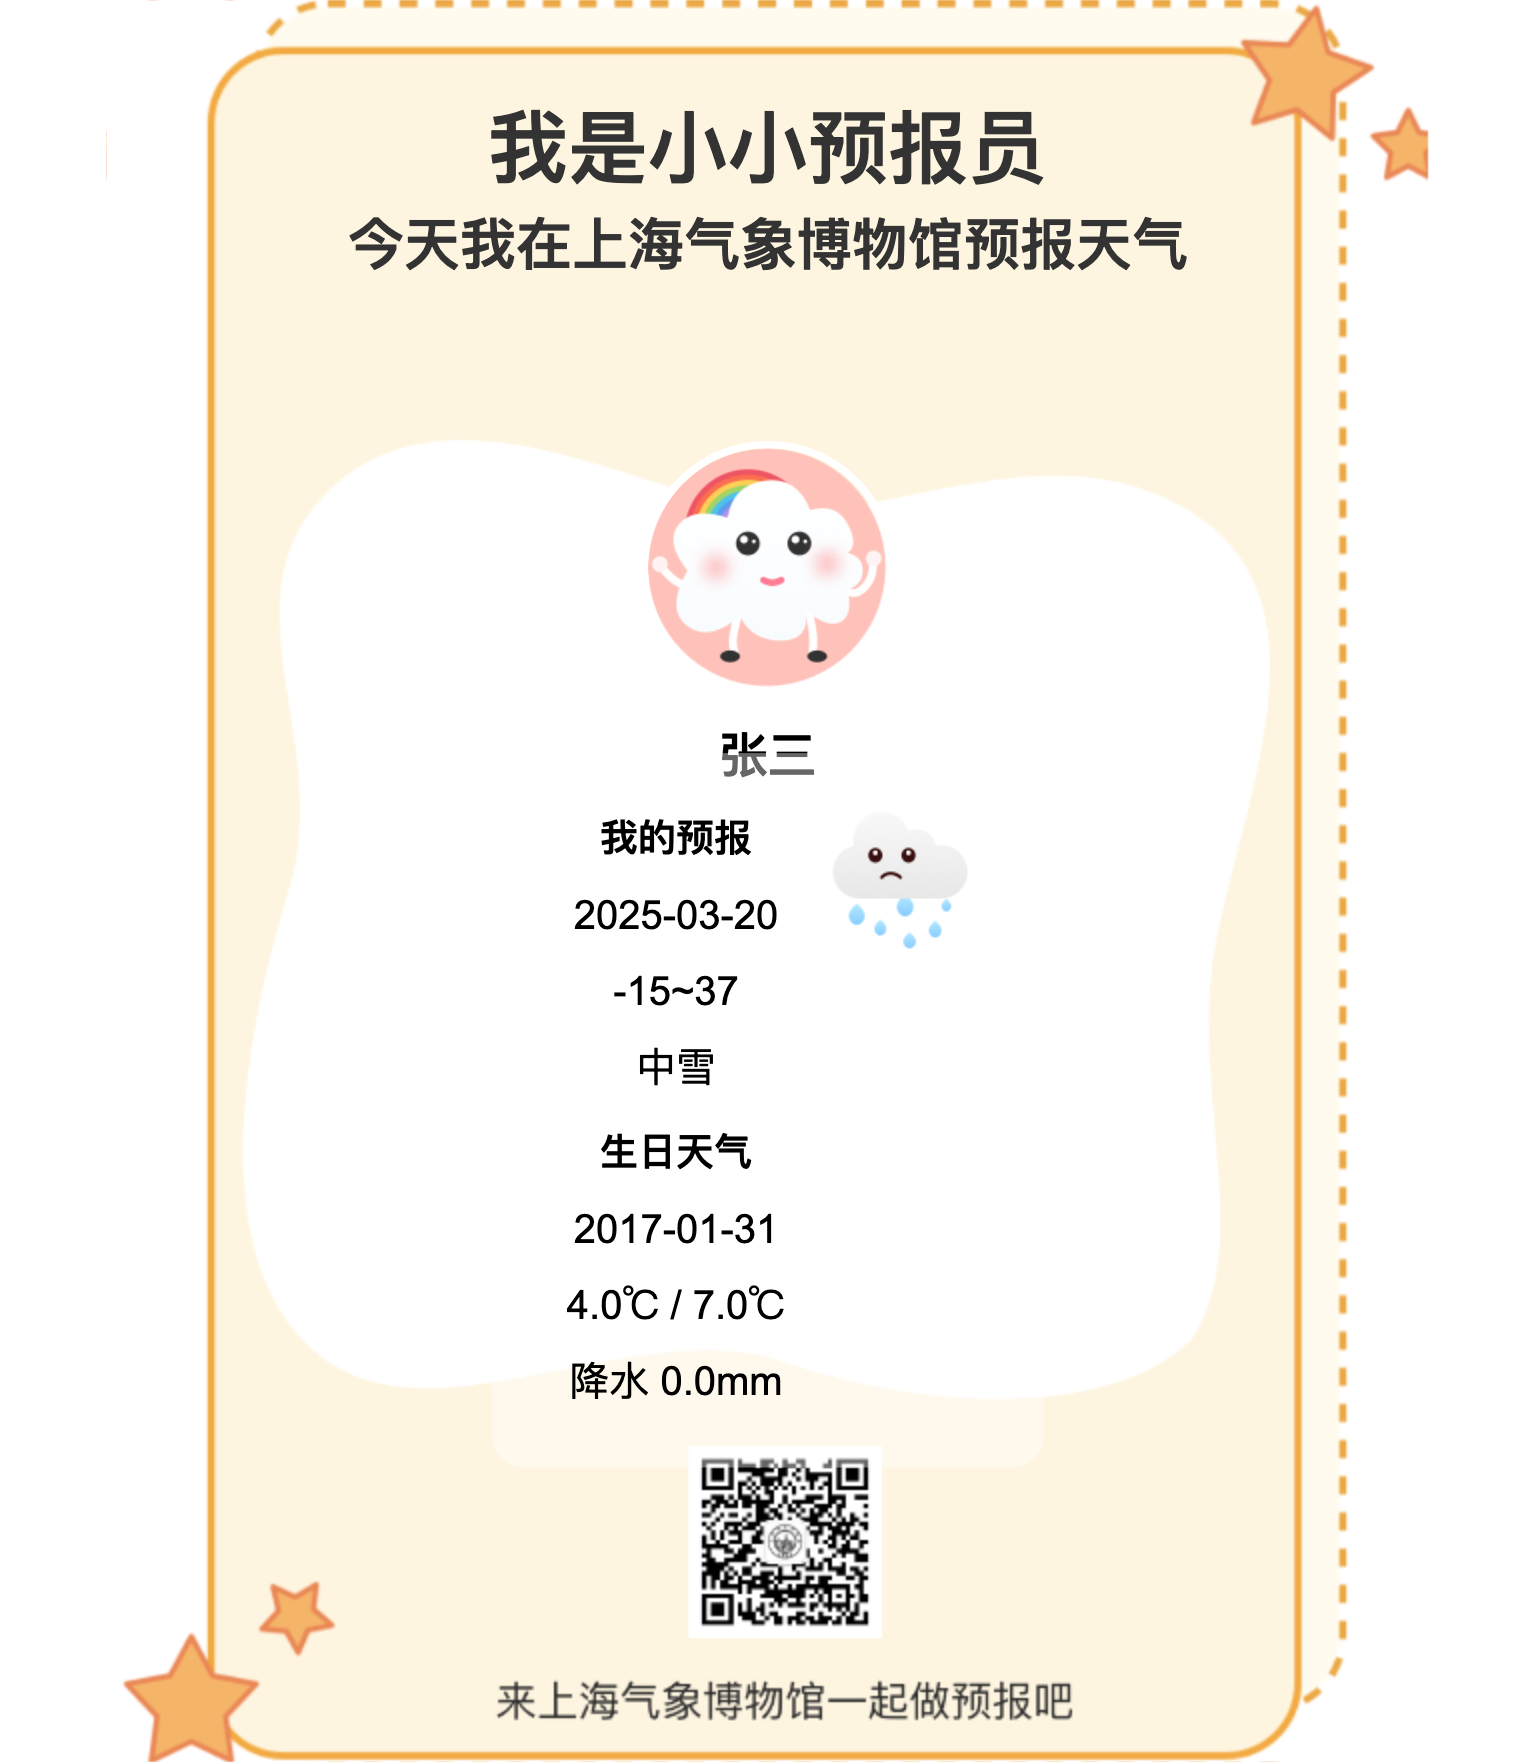 我是小小预报员
今天我在上海气象博物馆预报天气
张三
我的预报
2025-03-20
-15~37
中雪
生日天气
2017-01-31
4.0℃ / 7.0℃
降水 0.0mm
来上海气象博物馆一起做预报吧